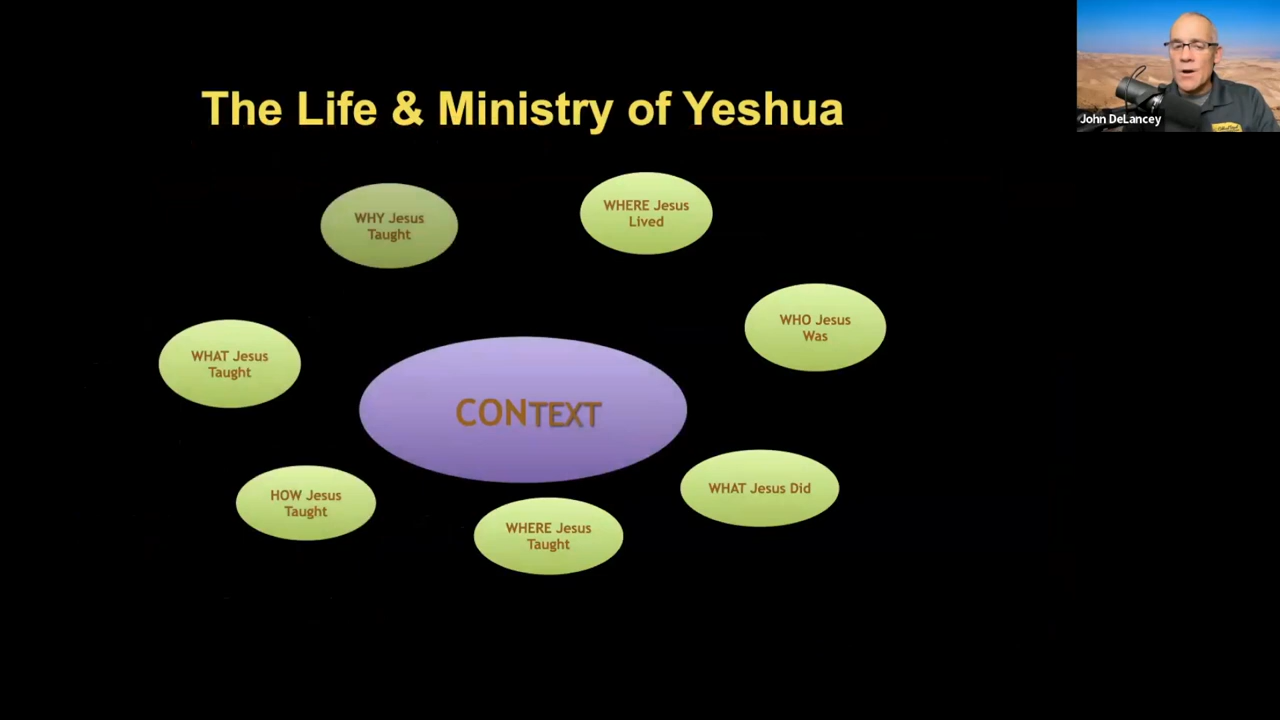 The Life & Ministry of Yeshua
John DeLancey
WHY Jesus
Taught
WHERE Jesus
Lived
WHO Jesus
Was
WHAT Jesus
Taught
CONTEXT
WHAT Jesus Did
HOW Jesus
Taught
WHERE Jesus
Taught